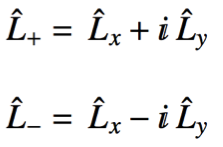 L̂₊ = L̂ₓ + i L̂ᵧ
L̂₋ = L̂ₓ − i L̂ᵧ